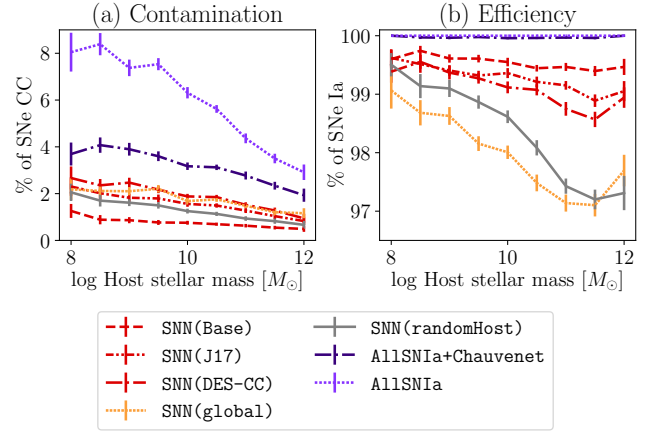 (a) Contamination
(b) Efficiency
% of SNe CC
8
6
4
2
0
8
10
12
log Host stellar mass [M⊙]
% of SNe Ia
100
99
98
97
8
10
12
log Host stellar mass [M⊙]
SNN(Base)
SNN(J17)
SNN(DES-CC)
SNN(global)
SNN(randomHost)
AllSNIa+Chauvenet
AllSNIa